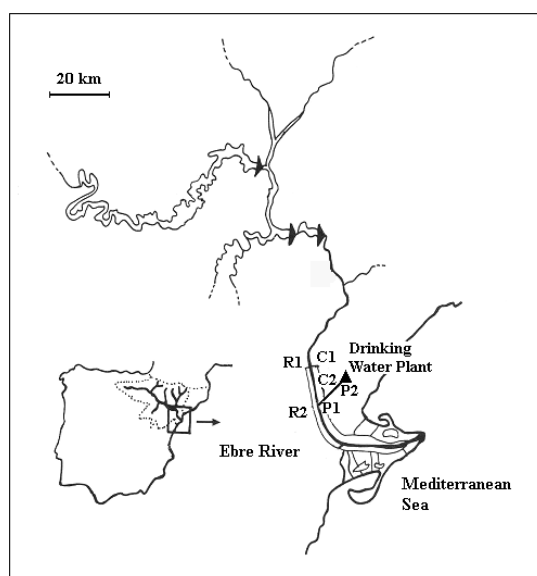 20 km
Drinking
Water Plant
R1
C1
C2
P2
P1
R2
Ebre River
Mediterranean
Sea